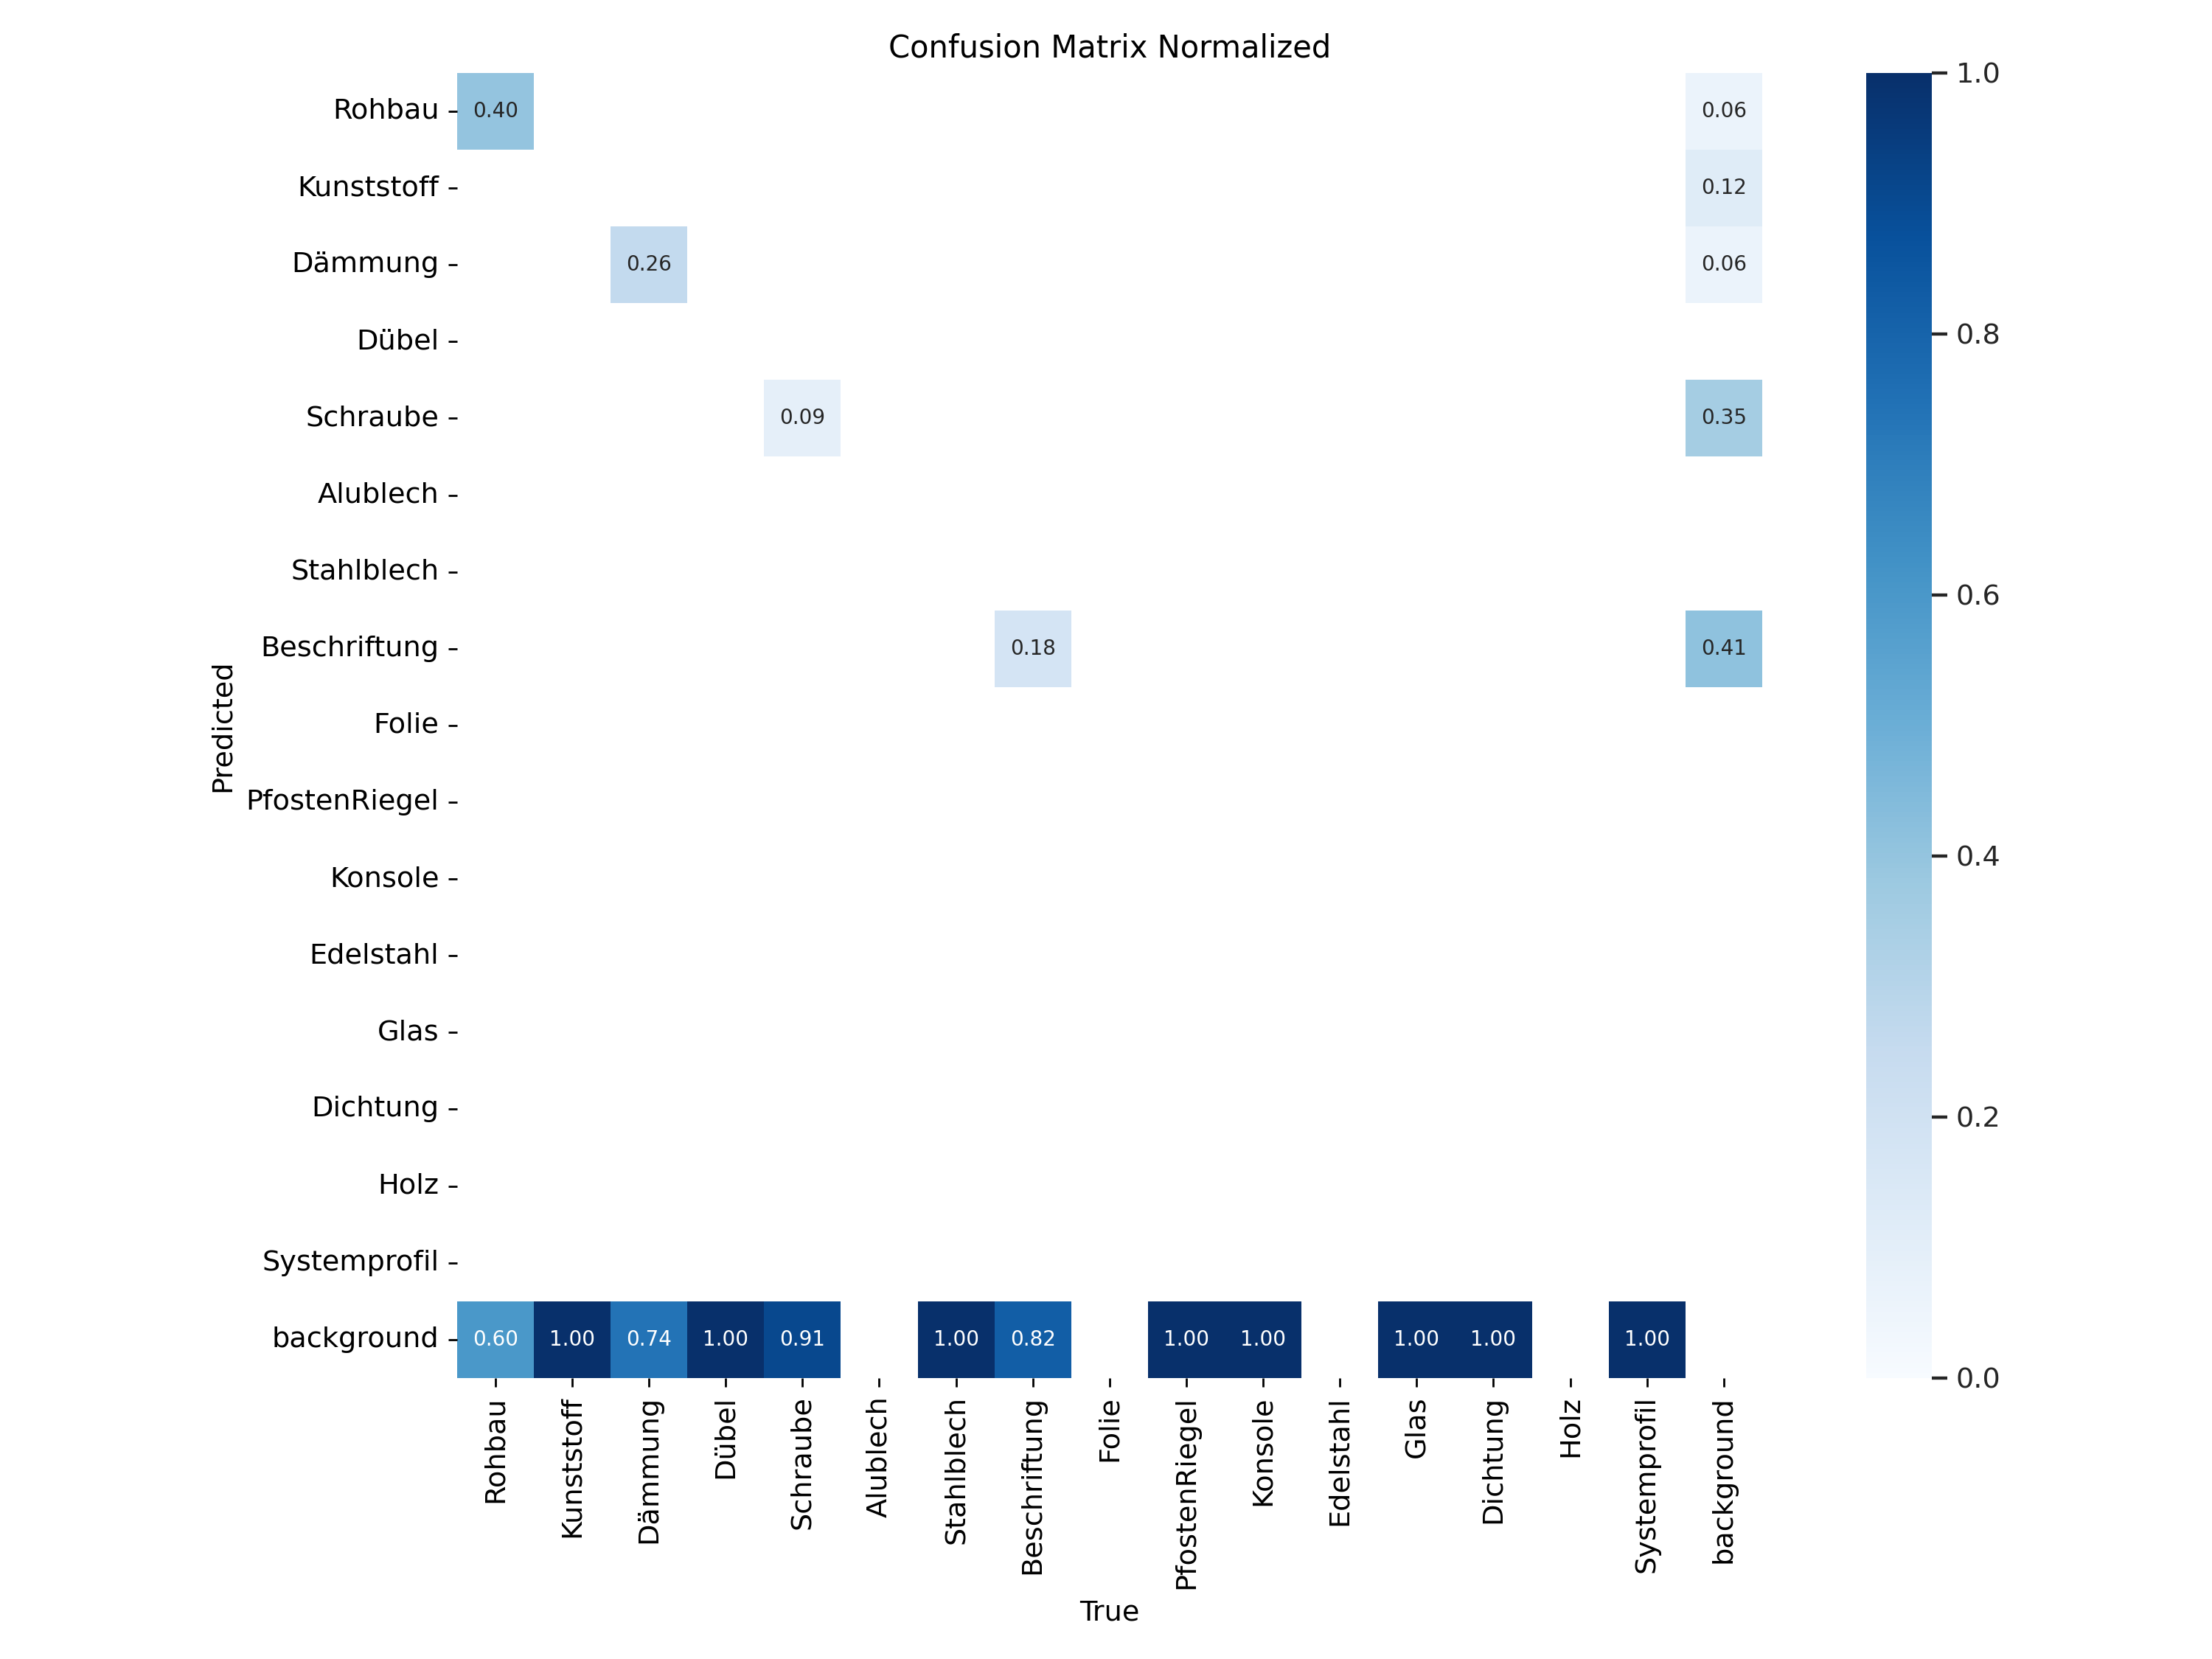 Confusion Matrix Normalized
Rohbau 0.40 0.06
Kunststoff 0.12
Dämmung 0.26 0.06
Dübel
Schraube 0.09 0.35
Alublech
Stahlblech
Beschriftung 0.18 0.41
Folie
PfostenRiegel
Konsole
Edelstahl
Glas
Dichtung
Holz
Systemprofil
background 0.60 1.00 0.74 1.00 0.91 1.00 0.82 1.00 1.00 1.00 1.00 1.00
Predicted
Rohbau Kunststoff Dämmung Dübel Schraube Alublech Stahlblech Beschriftung Folie PfostenRiegel Konsole Edelstahl Glas Dichtung Holz Systemprofil background
True
1.0
0.8
0.6
0.4
0.2
0.0